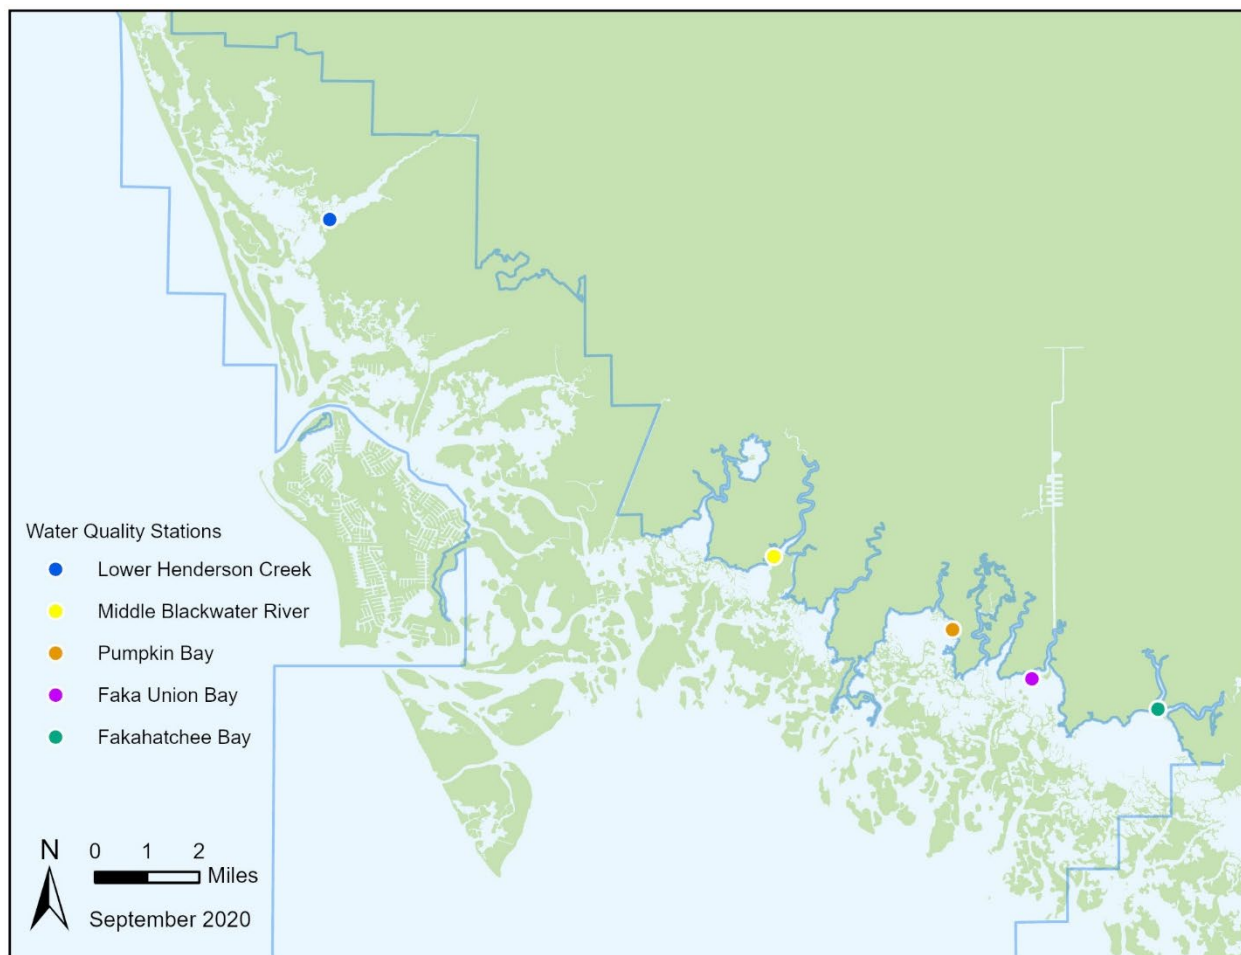 Water Quality Stations
Lower Henderson Creek
Middle Blackwater River
Pumpkin Bay
Faka Union Bay
Fakahatchee Bay
N
0 1 2
Miles
September 2020